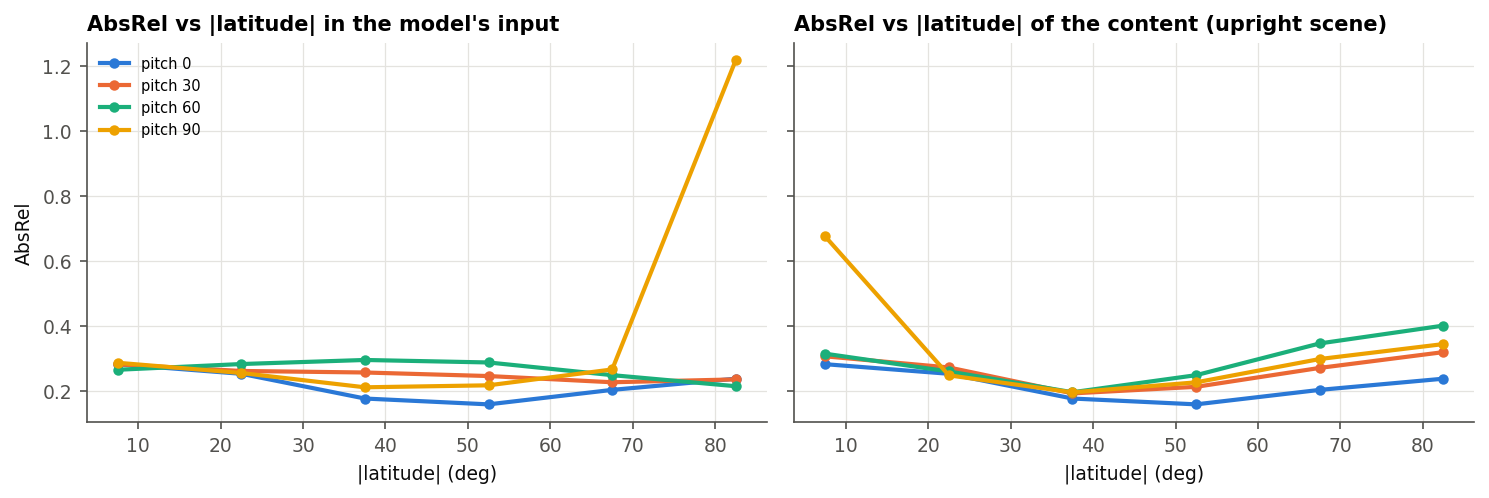 AbsRel vs |latitude| in the model's input
AbsRel vs |latitude| of the content (upright scene)
pitch 0
pitch 30
pitch 60
pitch 90
1.2
1.0
0.8
0.6
0.4
0.2
AbsRel
10 20 30 40 50 60 70 80
10 20 30 40 50 60 70 80
|latitude| (deg)
|latitude| (deg)